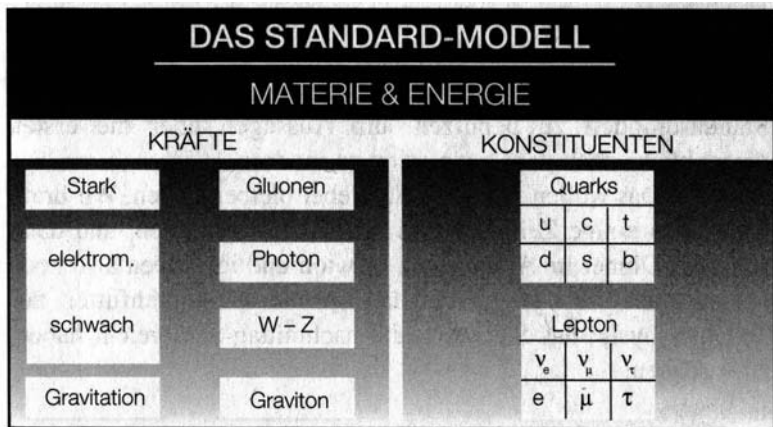 DAS STANDARD-MODELL
MATERIE & ENERGIE
KRÄFTE KONSTITUENTEN
Stark Gluonen
elektrom. Photon
schwach W – Z
Gravitation Graviton
Quarks
u c t
d s b
Lepton
νe νμ ντ
e μ τ